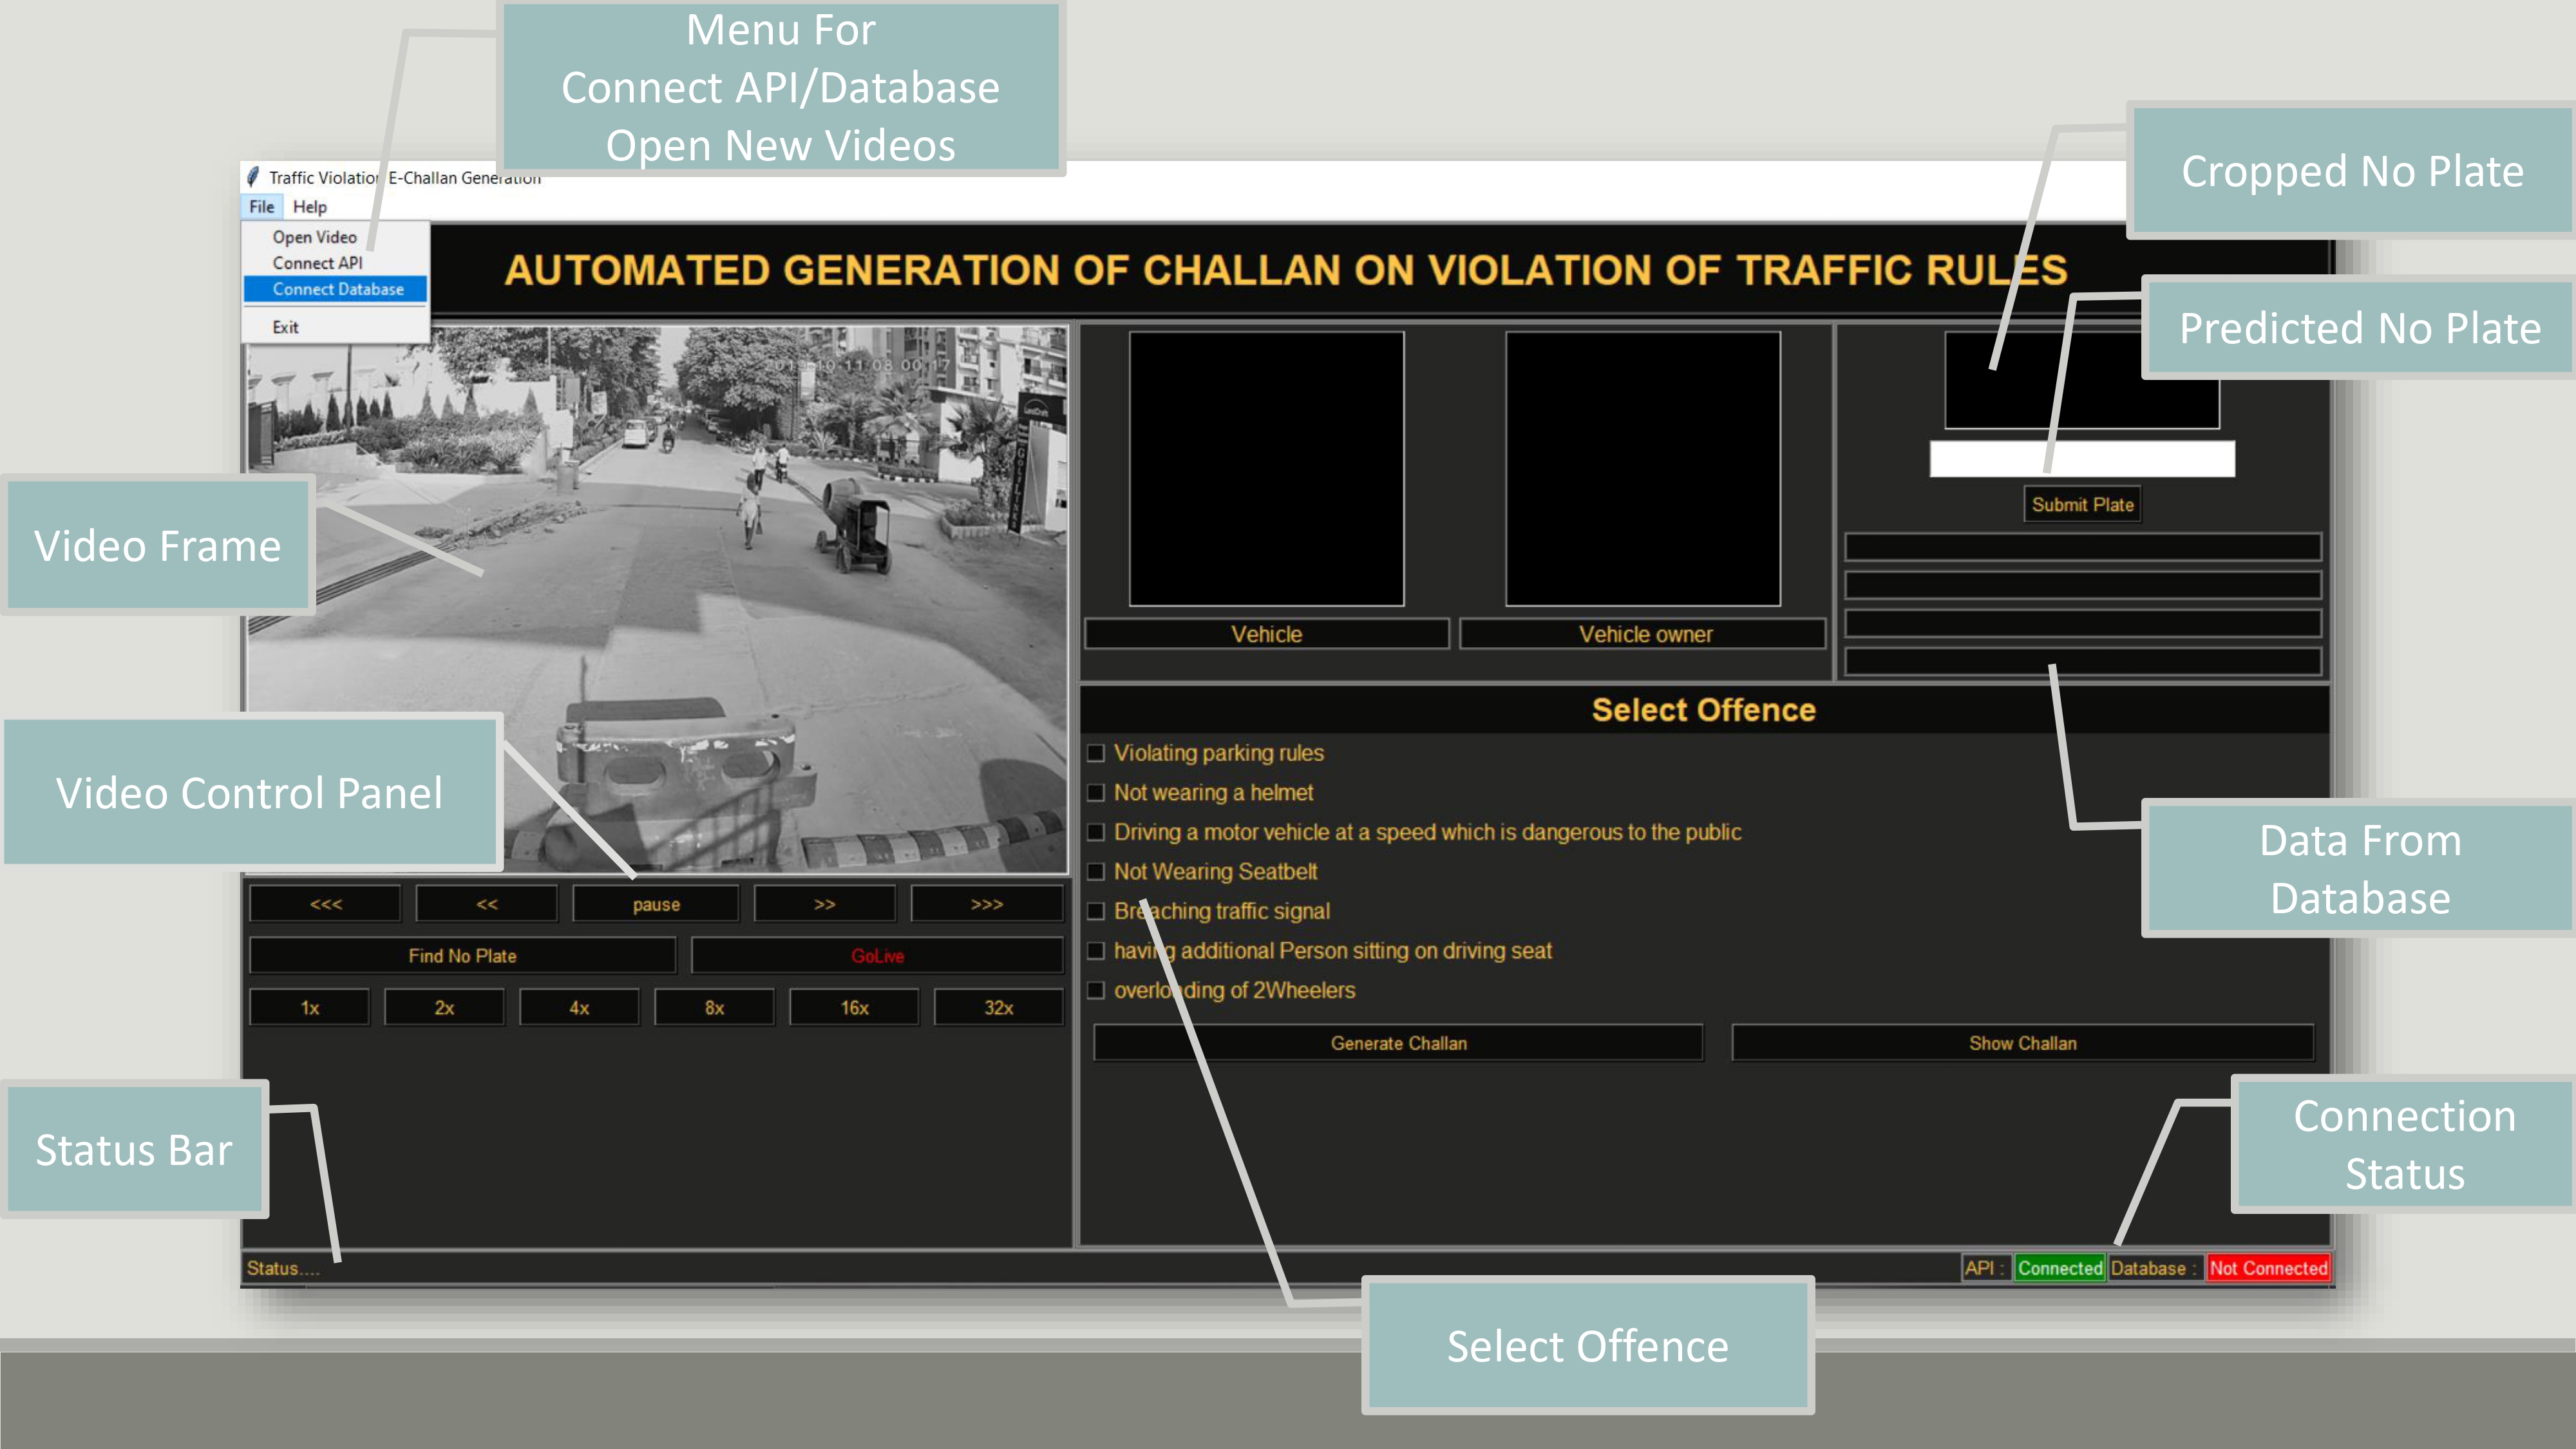 Menu For
Connect API/Database
Open New Videos
Cropped No Plate
Traffic Violation E-Challan Generation
File Help
Open Video
Connect API
Connect Database
Exit
AUTOMATED GENERATION OF CHALLAN ON VIOLATION OF TRAFFIC RULES
Predicted No Plate
Submit Plate
Video Frame
Vehicle
Vehicle owner
Select Offence
Violating parking rules
Not wearing a helmet
Driving a motor vehicle at a speed which is dangerous to the public
Not Wearing Seatbelt
Breaching traffic signal
having additional Person sitting on driving seat
overloading of 2Wheelers
Generate Challan
Show Challan
Video Control Panel
Data From
Database
<<< << pause >> >>>
Find No Plate GoLive
1x 2x 4x 8x 16x 32x
Status Bar
Connection
Status
Status....
API : Connected Database : Not Connected
Select Offence